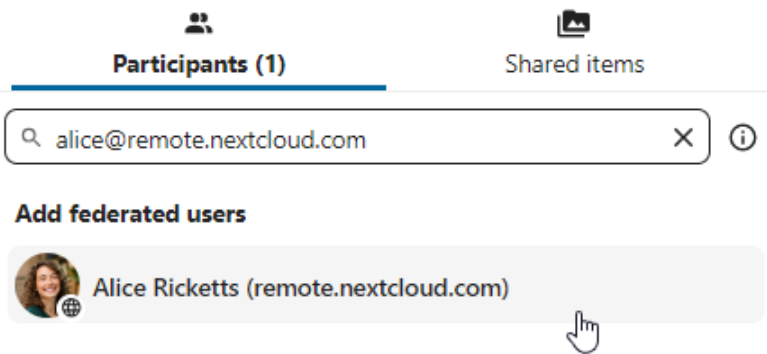 Participants (1)
Shared items
alice@remote.nextcloud.com
Add federated users
Alice Ricketts (remote.nextcloud.com)